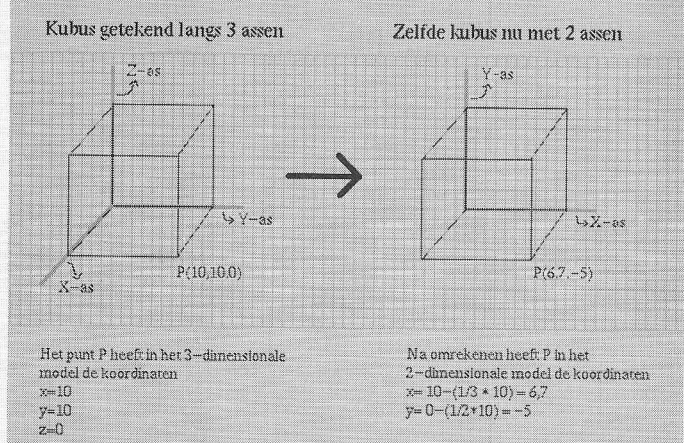 Kubus getekend langs 3 assen
Z-as
Y-as
X-as
P(10,10,0)
Het punt P heeft in het 3-dimensionale
model de koordinaten
x=10
y=10
z=0
Zelfde kubus nu met 2 assen
Y-as
X-as
P(6,7,-5)
Na omrekenen heeft P in het
2-dimensionale model de koordinaten
x= 10-(1/3 * 10) = 6,7
y= 0-(1/2*10) = -5